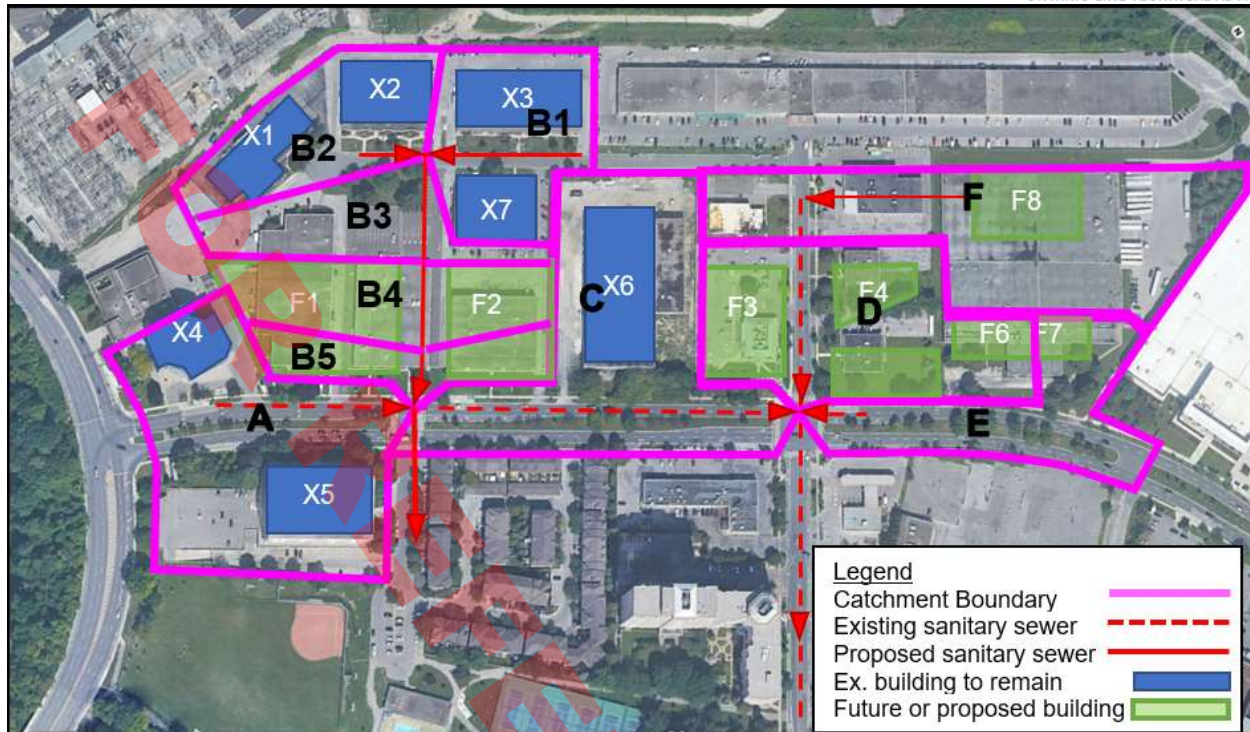 X2
X3
X1
B1
B2
X7
B3
F
F8
X6
F1
B4
F2
C
F3
F4
D
X4
B5
F6
F7
A
E
X5
Legend
Catchment Boundary
Existing sanitary sewer
Proposed sanitary sewer
Ex. building to remain
Future or proposed building